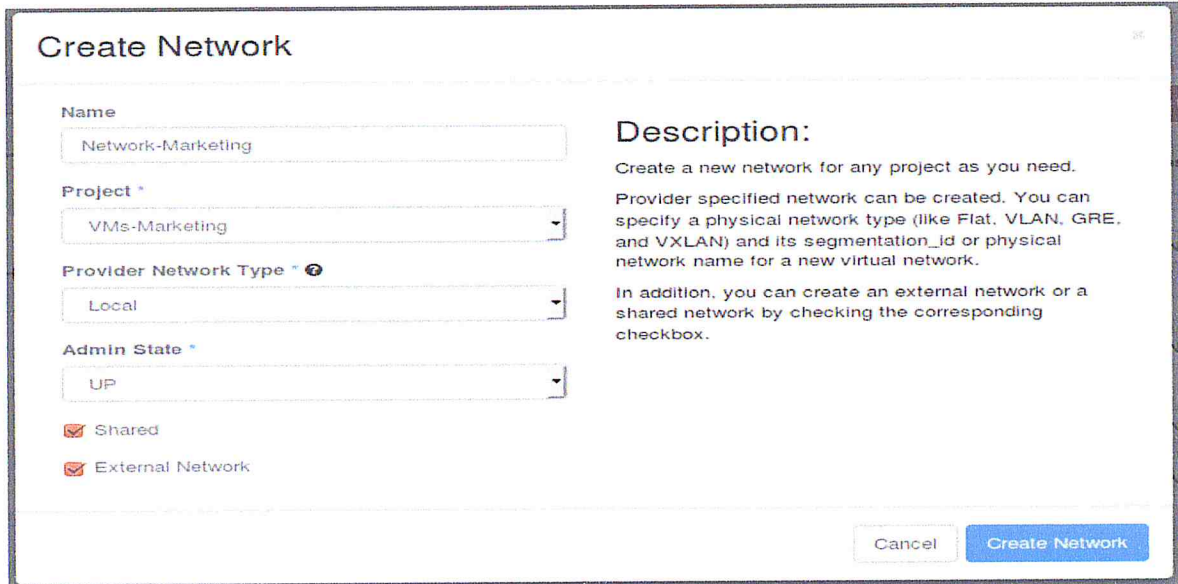 Create Network
Name
Network-Marketing
Project *
VMs-Marketing
Provider Network Type *
Local
Admin State *
UP
Shared
External Network
Description:
Create a new network for any project as you need.
Provider specified network can be created. You can
specify a physical network type (like Flat, VLAN, GRE,
and VXLAN) and its segmentation_id or physical
network name for a new virtual network.
In addition, you can create an external network or a
shared network by checking the corresponding
checkbox.
Cancel
Create Network